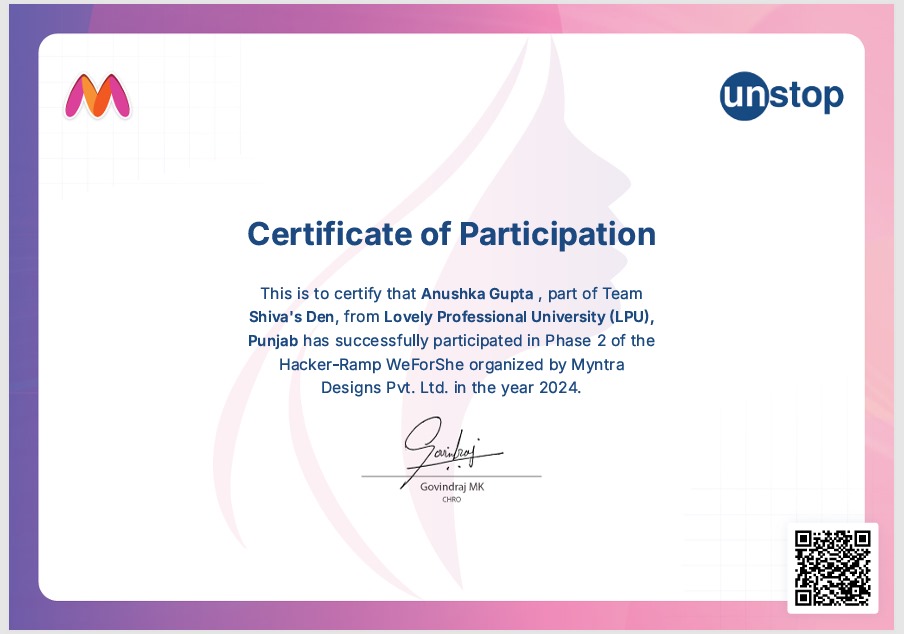 unstop
Certificate of Participation
This is to certify that Anushka Gupta , part of Team
Shiva's Den, from Lovely Professional University (LPU),
Punjab has successfully participated in Phase 2 of the
Hacker-Ramp WeForShe organized by Myntra
Designs Pvt. Ltd. in the year 2024.
Govindraj
Govindraj MK
CHRO